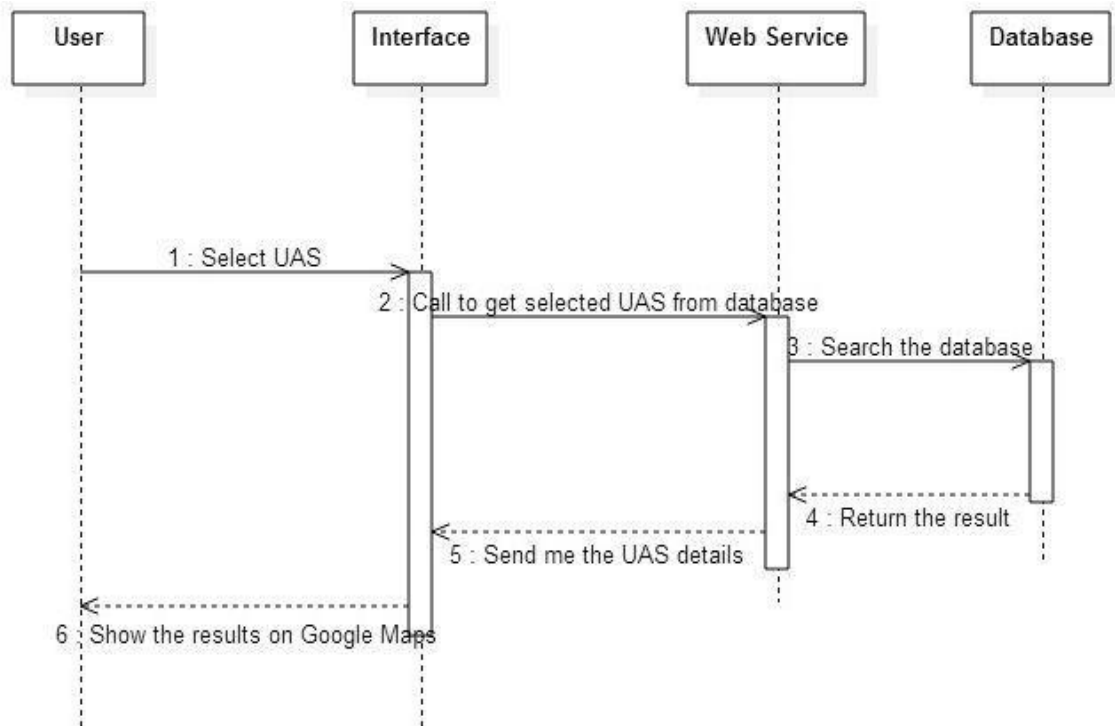 User
Interface
Web Service
Database
1 : Select UAS
2 : Call to get selected UAS from database
3 : Search the database
4 : Return the result
5 : Send me the UAS details
6 : Show the results on Google Maps